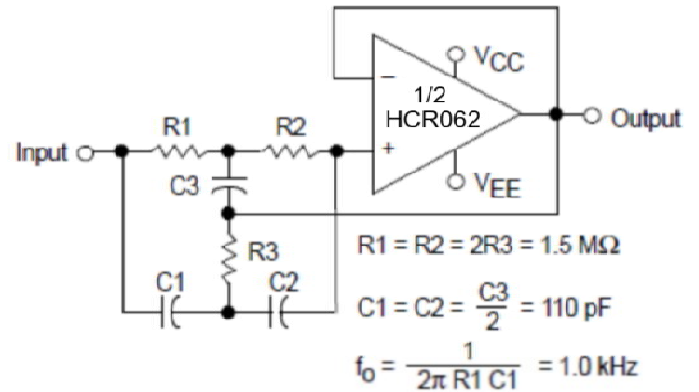 VCC
1/2
HCR062
R1
R2
Input
Output
−
+
C3
VEE
R3
R1 = R2 = 2R3 = 1.5 MΩ
C1
C2
C1 = C2 = C3/2 = 110 pF
fo = 1/2π R1 C1 = 1.0 kHz